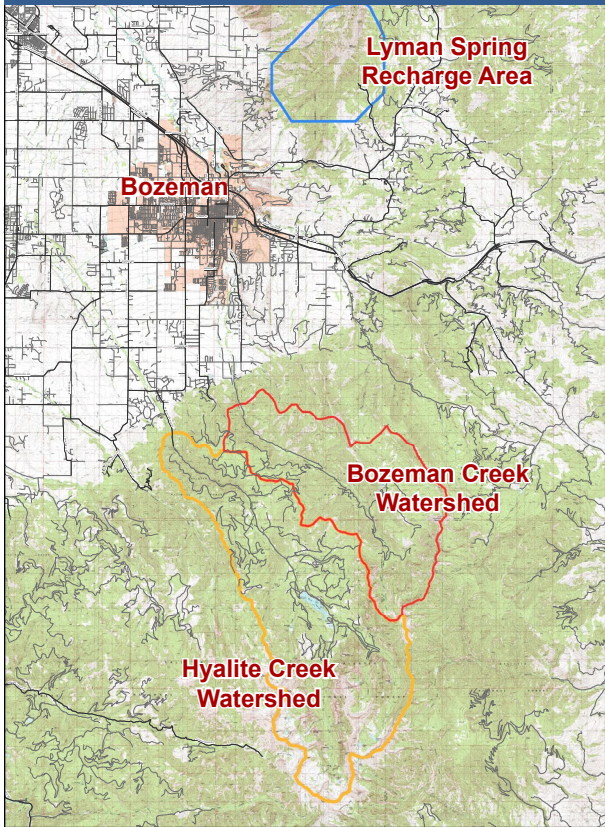 Lyman Spring
Recharge Area
Bozeman
Bozeman Creek
Watershed
Hyalite Creek
Watershed